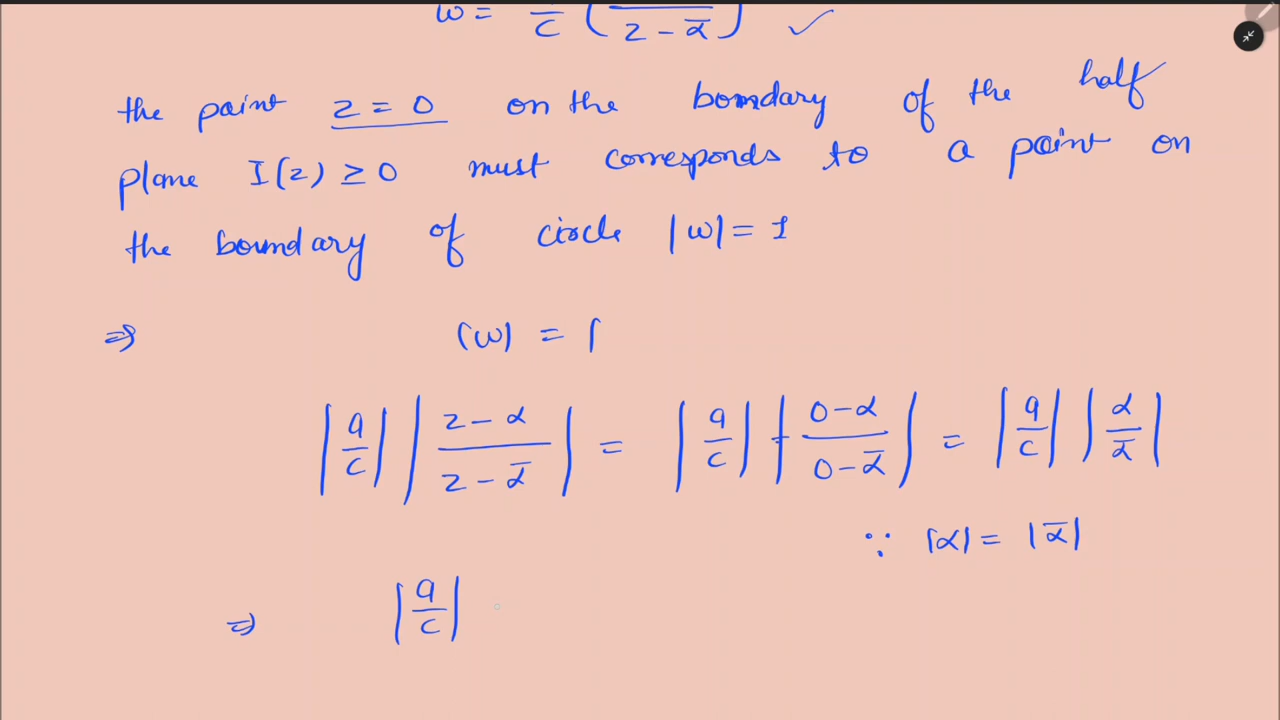 w = a/c ( / z - ᾱ ) ✓
the point z = 0 on the boundary of the half
plane I(z) ≥ 0 must corresponds to a point on
the boundary of circle |w| = 1
⇒ |w| = 1
|a/c| |(z - α)/(z - ᾱ)| = |a/c| |(0 - α)/(0 - ᾱ)| = |a/c| |α/ᾱ|
∵ |α| = |ᾱ|
⇒ |a/c|